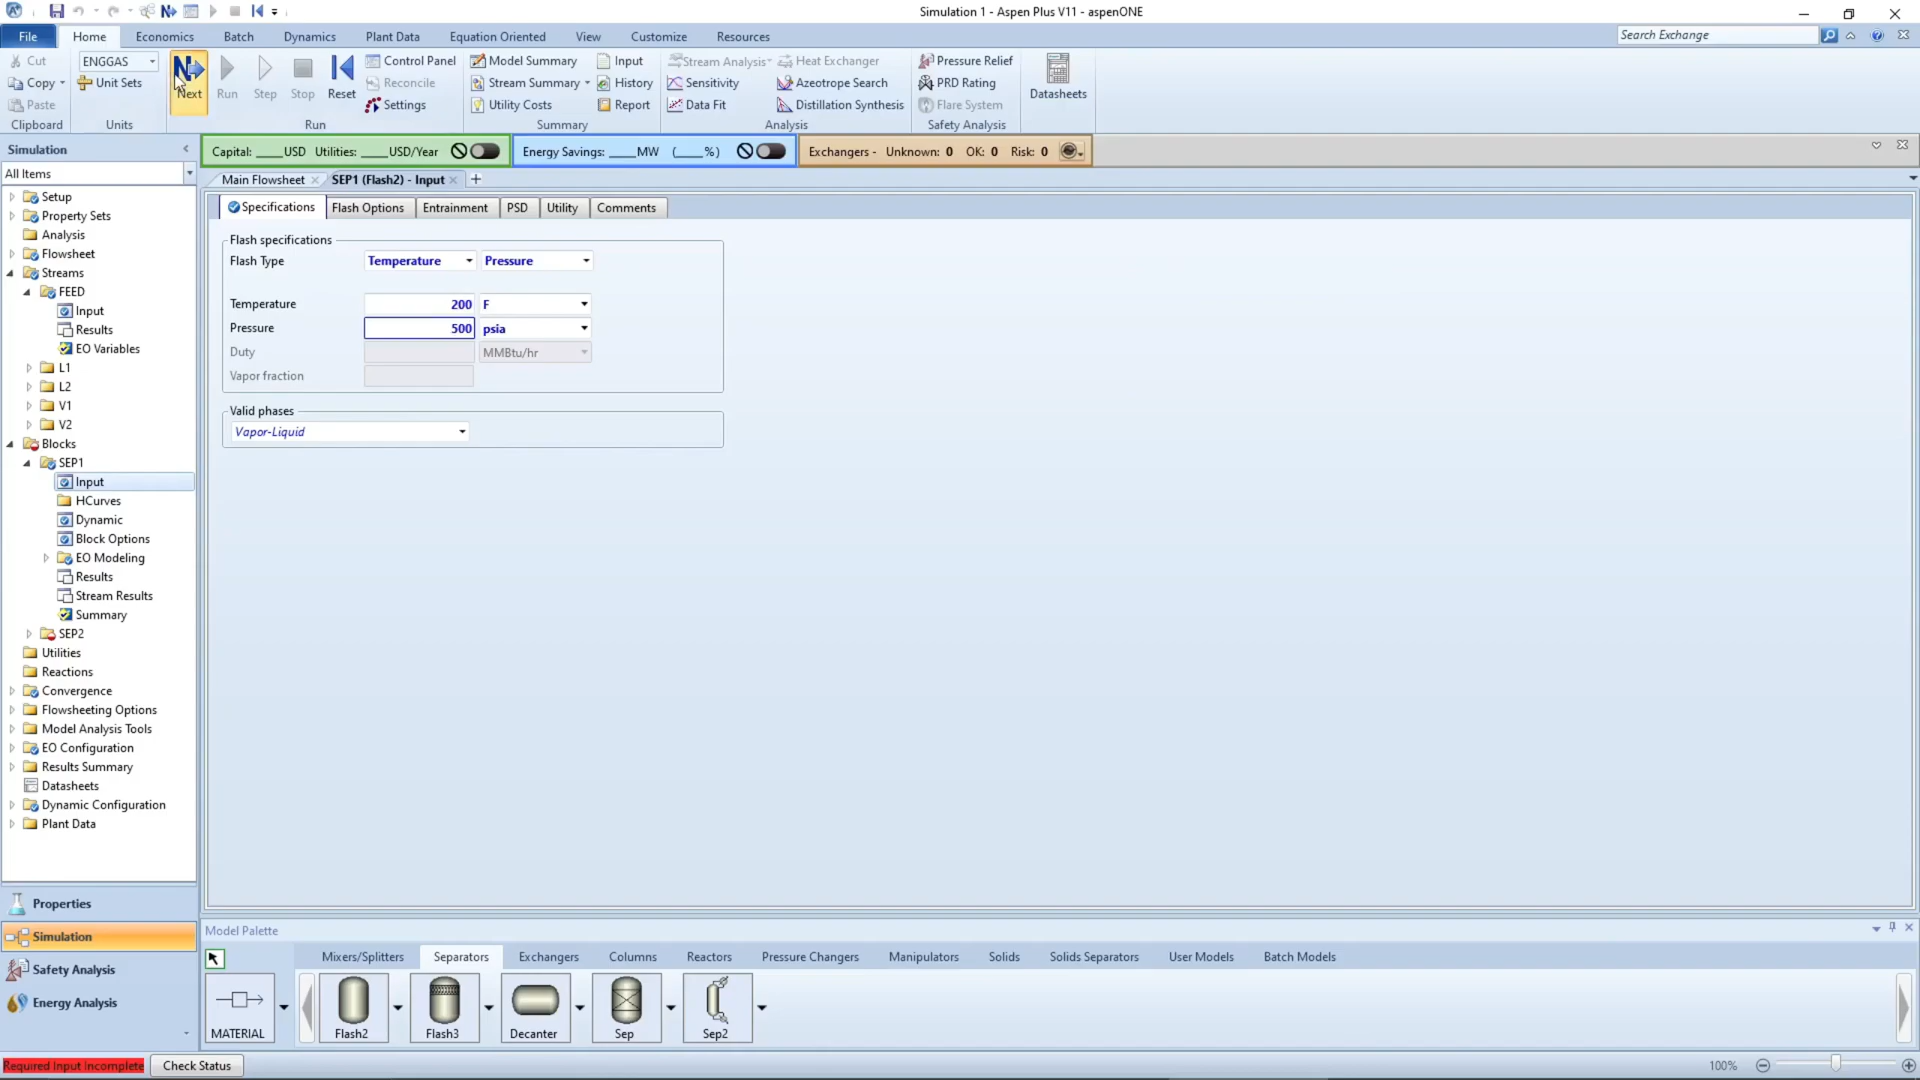 Simulation 1 - Aspen Plus V11 - aspenONE
File Home Economics Batch Dynamics Plant Data Equation Oriented View Customize Resources Search Exchange
Cut ENGGAS Control Panel Model Summary Input Stream Analysis Heat Exchanger Pressure Relief
Copy Unit Sets Reconcile Stream Summary History Sensitivity Azeotrope Search PRD Rating
Next Run Step Stop Reset Datasheets
Paste Settings Utility Costs Report Data Fit Distillation Synthesis Flare System
Clipboard Units Run Summary Analysis Safety Analysis
Simulation
Capital: ____USD Utilities: ____USD/Year Energy Savings: ____MW (____%) Exchangers - Unknown: 0 OK: 0 Risk: 0
All Items
Main Flowsheet SEP1 (Flash2) - Input +
Setup
Property Sets
Analysis
Flowsheet
Streams
FEED
Input
Results
EO Variables
L1
L2
V1
V2
Blocks
SEP1
Input
HCurves
Dynamic
Block Options
EO Modeling
Results
Stream Results
Summary
SEP2
Utilities
Reactions
Convergence
Flowsheeting Options
Model Analysis Tools
EO Configuration
Results Summary
Datasheets
Dynamic Configuration
Plant Data
Specifications Flash Options Entrainment PSD Utility Comments
Flash specifications
Flash Type Temperature Pressure
Temperature 200 F
Pressure 500 psia
Duty MMBtu/hr
Vapor fraction
Valid phases
Vapor-Liquid
Properties
Simulation
Safety Analysis
Energy Analysis
Model Palette
Mixers/Splitters Separators Exchangers Columns Reactors Pressure Changers Manipulators Solids Solids Separators User Models Batch Models
MATERIAL Flash2 Flash3 Decanter Sep Sep2
Required Input Incomplete Check Status 100%